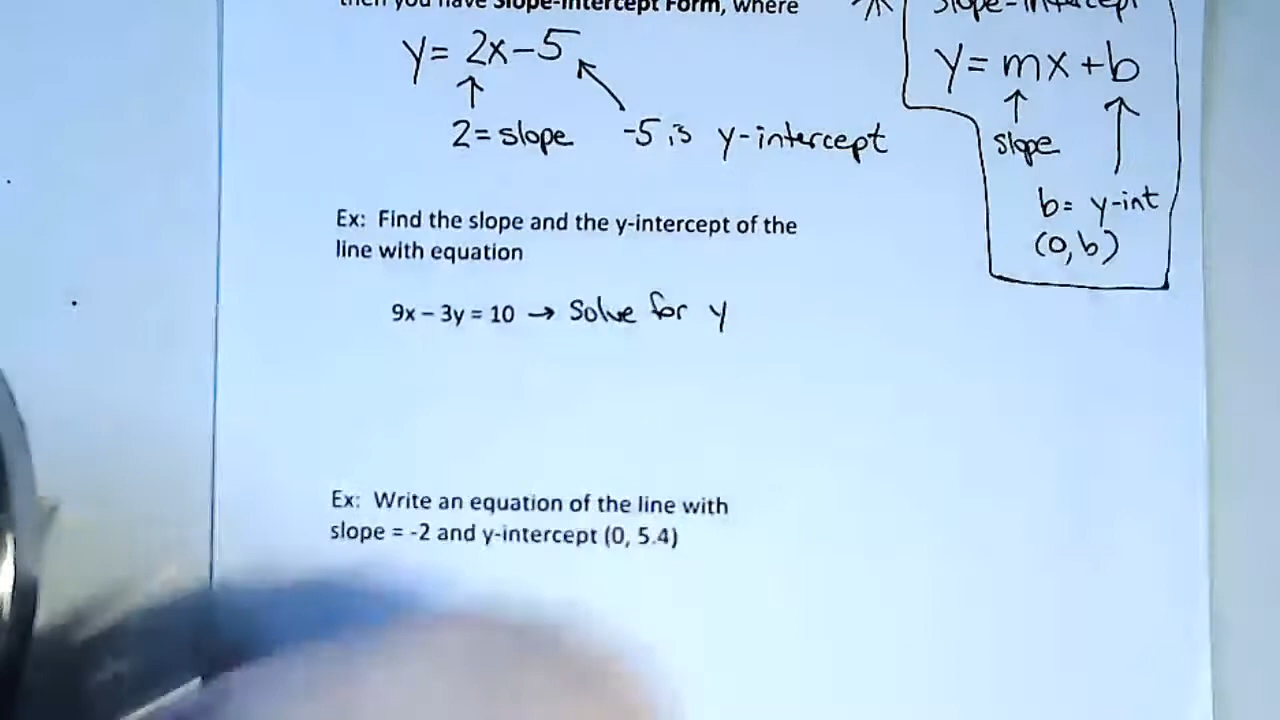 then you have Slope-Intercept Form, where
Slope-Intercept
y = 2x-5
2 = slope -5 is y-intercept
y = mx + b
slope
b = y-int
(0, b)
Ex: Find the slope and the y-intercept of the
line with equation
9x – 3y = 10 → Solve for y
Ex: Write an equation of the line with
slope = -2 and y-intercept (0, 5.4)